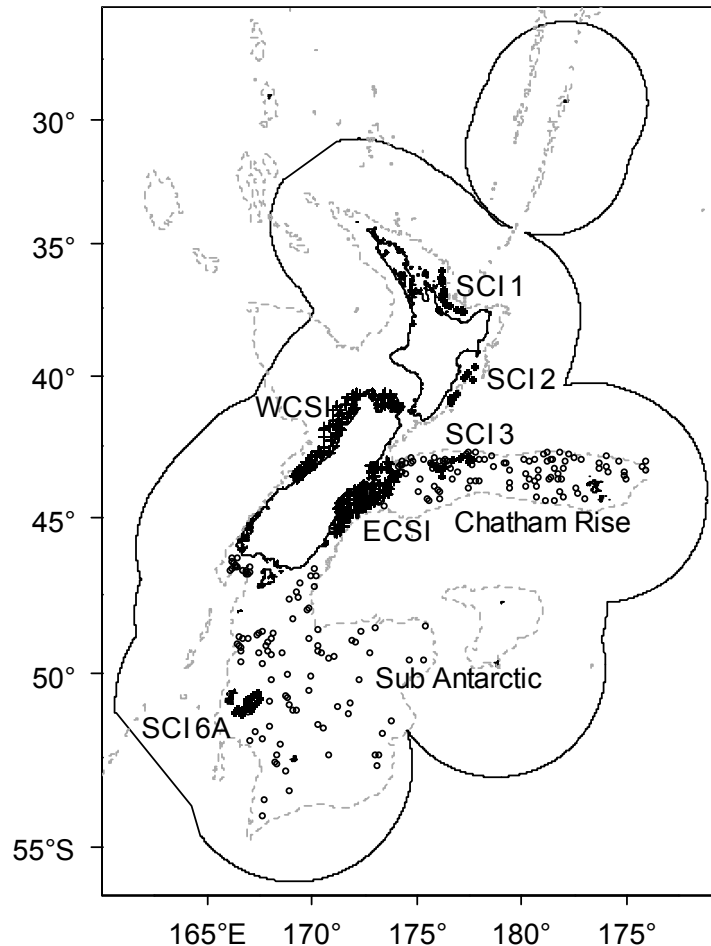 30°
35°
SCI 1
40°
SCI 2
WCSI
SCI 3
45°
ECSI
Chatham Rise
50°
Sub Antarctic
SCI 6A
55°S
165°E 170° 175° 180° 175°